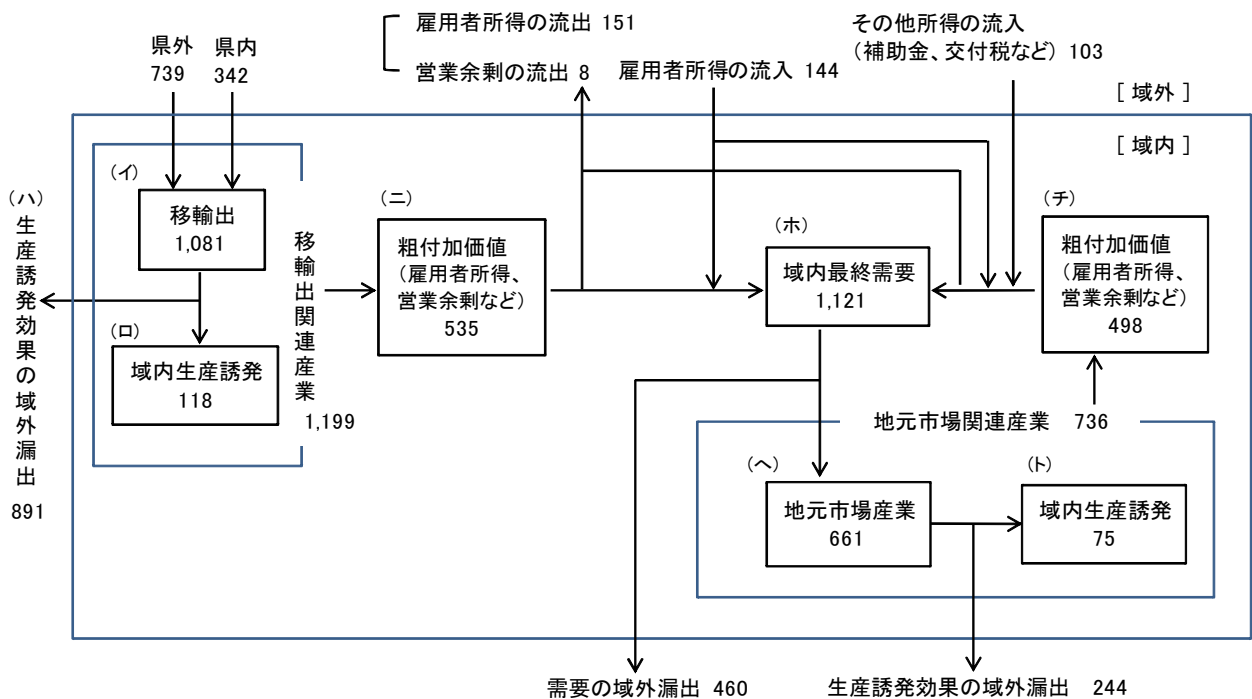 雇用者所得の流出 151
営業余剰の流出 8
雇用者所得の流入 144
その他所得の流入
(補助金、交付税など) 103
県外
739
県内
342
[ 域外 ]
[ 域内 ]
(イ)
移輸出
1,081
(ロ)
域内生産誘発
118
(ハ)
生産誘発効果の域外漏出
891
移輸出関連産業
1,199
(ニ)
粗付加価値
(雇用者所得、
営業余剰など)
535
(ホ)
域内最終需要
1,121
(チ)
粗付加価値
(雇用者所得、
営業余剰など)
498
地元市場関連産業 736
(ヘ)
地元市場産業
661
(ト)
域内生産誘発
75
需要の域外漏出 460
生産誘発効果の域外漏出 244